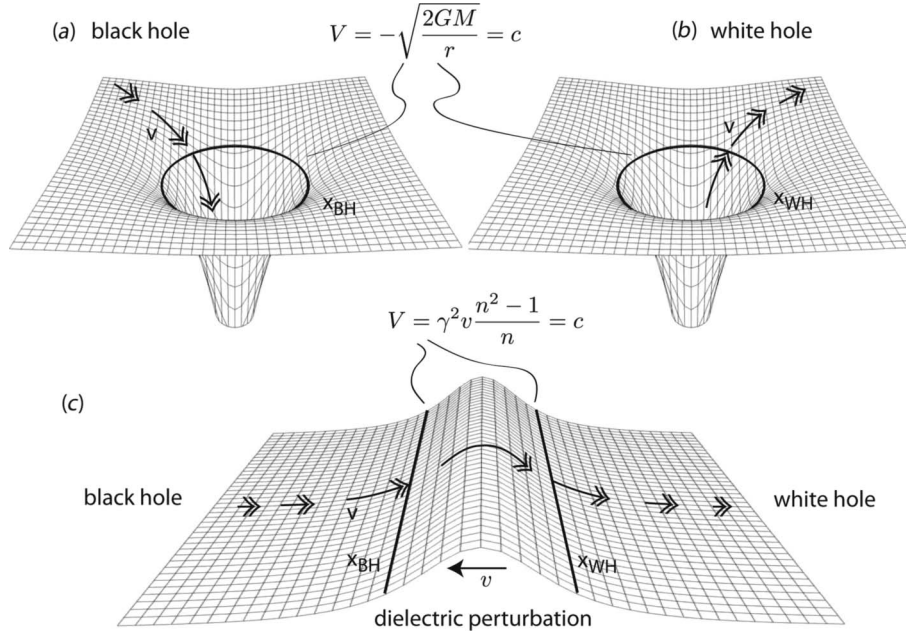 (a) black hole
V = -√(2GM/r) = c
(b) white hole
v
x_BH
v
x_WH
V = γ²v (n² − 1)/n = c
(c)
black hole
white hole
v
x_BH
x_WH
v
dielectric perturbation